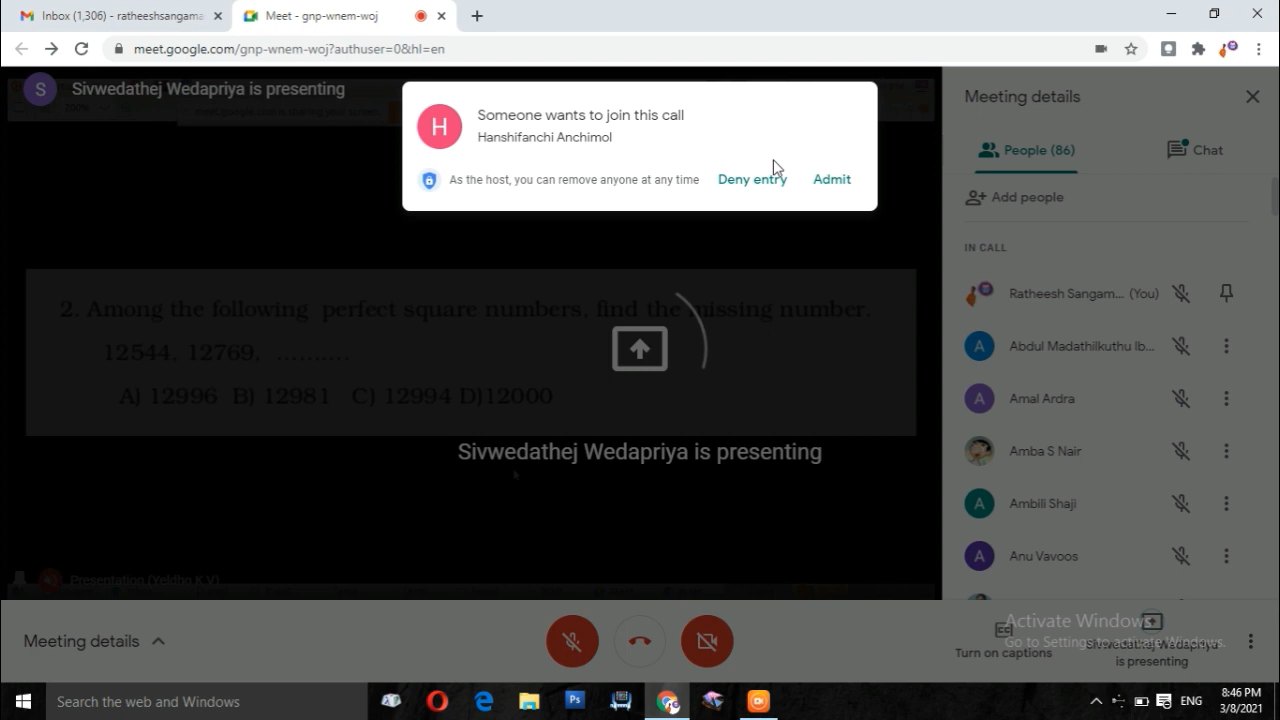 Inbox (1,306) - ratheeshsangama
Meet - gnp-wnem-woj
meet.google.com/gnp-wnem-woj?authuser=0&hl=en
S
Sivwedathej Wedapriya is presenting
200%
H
Someone wants to join this call
Hanshifanchi Anchimol
As the host, you can remove anyone at any time
Deny entry
Admit
2. Among the following perfect square numbers, find the missing number.
12544, 12769, ..........
A) 12996 B) 12981 C) 12994 D)12000
Sivwedathej Wedapriya is presenting
Presentation (Yeldho K.V)
Meeting details
People (86)
Chat
Add people
IN CALL
Ratheesh Sangam... (You)
A
Abdul Madathilkuthu Ib...
A
Amal Ardra
Amba S Nair
A
Ambili Shaji
A
Anu Vavoos
Meeting details
Turn on captions
Sivwedathej Wedapriya
is presenting
Activate Windows
Go to Settings to activate Windows.
Search the web and Windows
Ps
ENG
8:46 PM
3/8/2021